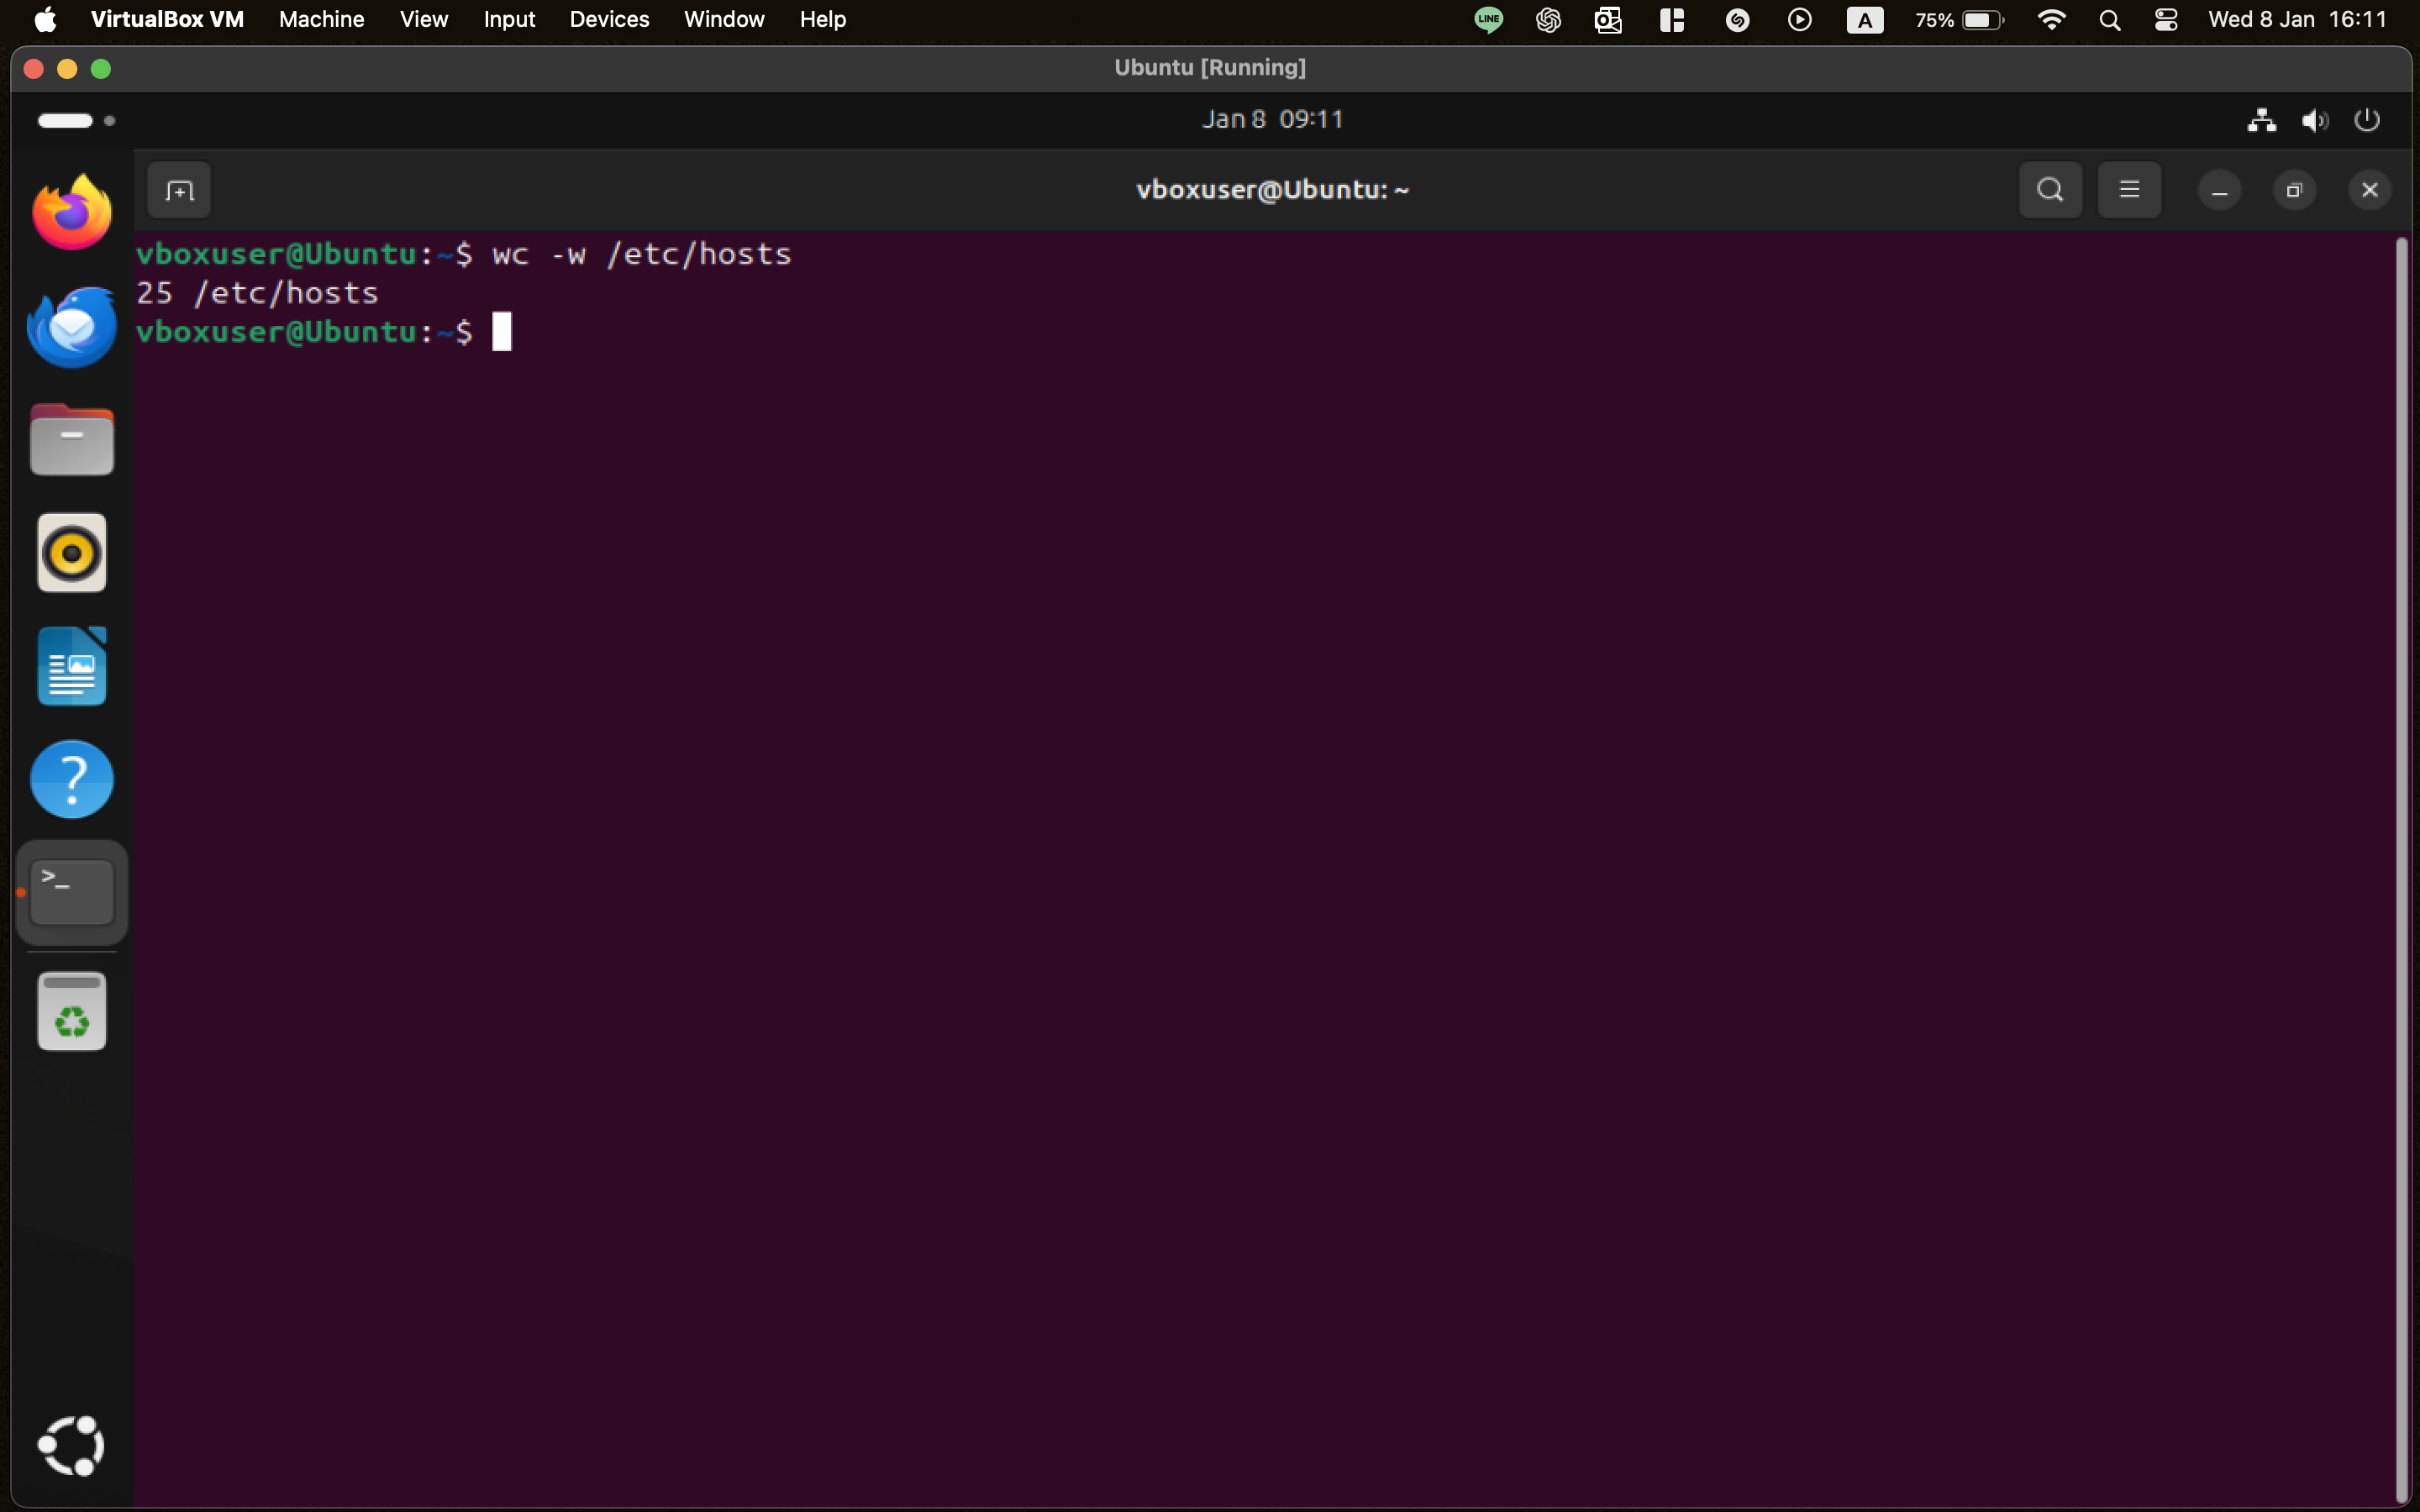 VirtualBox VM Machine View Input Devices Window Help LINE A 75% Wed 8 Jan 16:11
Ubuntu [Running]
Jan 8 09:11
vboxuser@Ubuntu: ~
vboxuser@Ubuntu:~$ wc -w /etc/hosts
25 /etc/hosts
vboxuser@Ubuntu:~$
>_
?